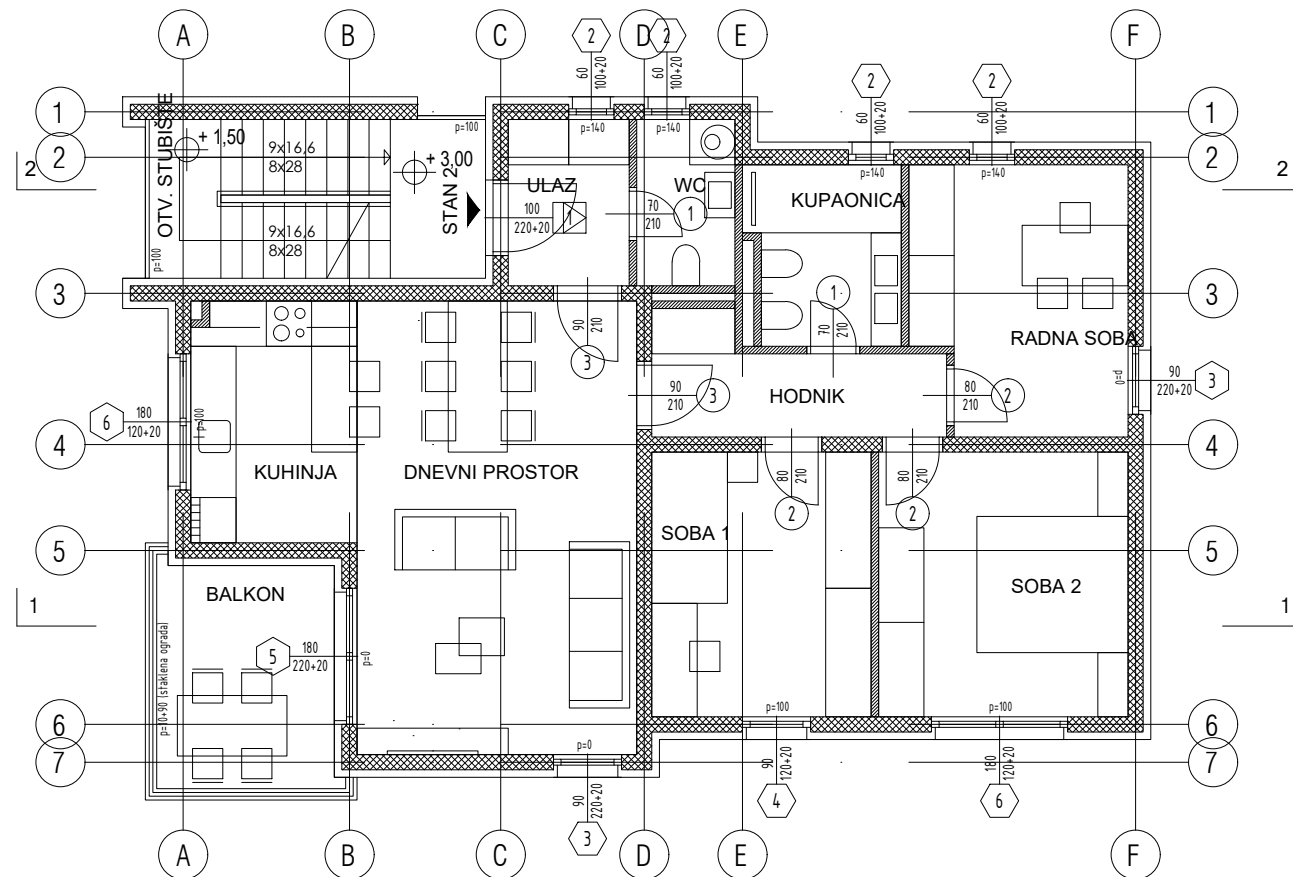 A
B
C
2
D
2
E
F
60
100+20
60
100+20
2
60
100+20
2
60
100+20
1
1
p=100
p=140
p=140
OTV. STUBIŠTE
+ 1,50
9x16,6
8x28
+ 3,00
2
2
2
2
p=140
p=140
STAN 2
ULAZ
WC
KUPAONICA
100
220+20
1
70
210
1
9x16,6
8x28
p=100
3
3
1
70
210
90
210
3
RADNA SOBA
p=0
90
220+20
3
90
210
3
HODNIK
80
210
2
6
180
120+20
p=100
4
4
KUHINJA
DNEVNI PROSTOR
80
210
2
80
210
2
SOBA 1
5
5
SOBA 2
BALKON
1
1
p=10+90 (staklena ograda)
5
180
220+20
p=0
6
6
p=100
p=100
7
7
p=0
90
220+20
3
90
120+20
4
180
120+20
6
A
B
C
D
E
F